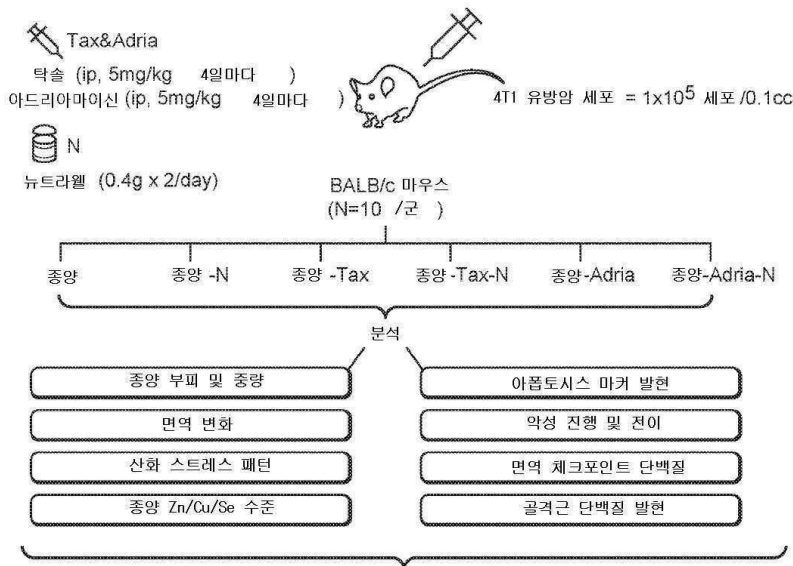 Tax&Adria
탁솔 (ip, 5mg/kg 4일마다 )
아드리아마이신 (ip, 5mg/kg 4일마다 )
4T1 유방암 세포 = 1x10⁵ 세포 /0.1cc
N
뉴트라웰 (0.4g x 2/day)
BALB/c 마우스
(N=10 /군 )
종양
종양 -N
종양 -Tax
종양 -Tax-N
종양-Adria
종양-Adria-N
분석
종양 부피 및 중량
아폽토시스 마커 발현
면역 변화
악성 진행 및 전이
산화 스트레스 패턴
면역 체크포인트 단백질
종양 Zn/Cu/Se 수준
골격근 단백질 발현